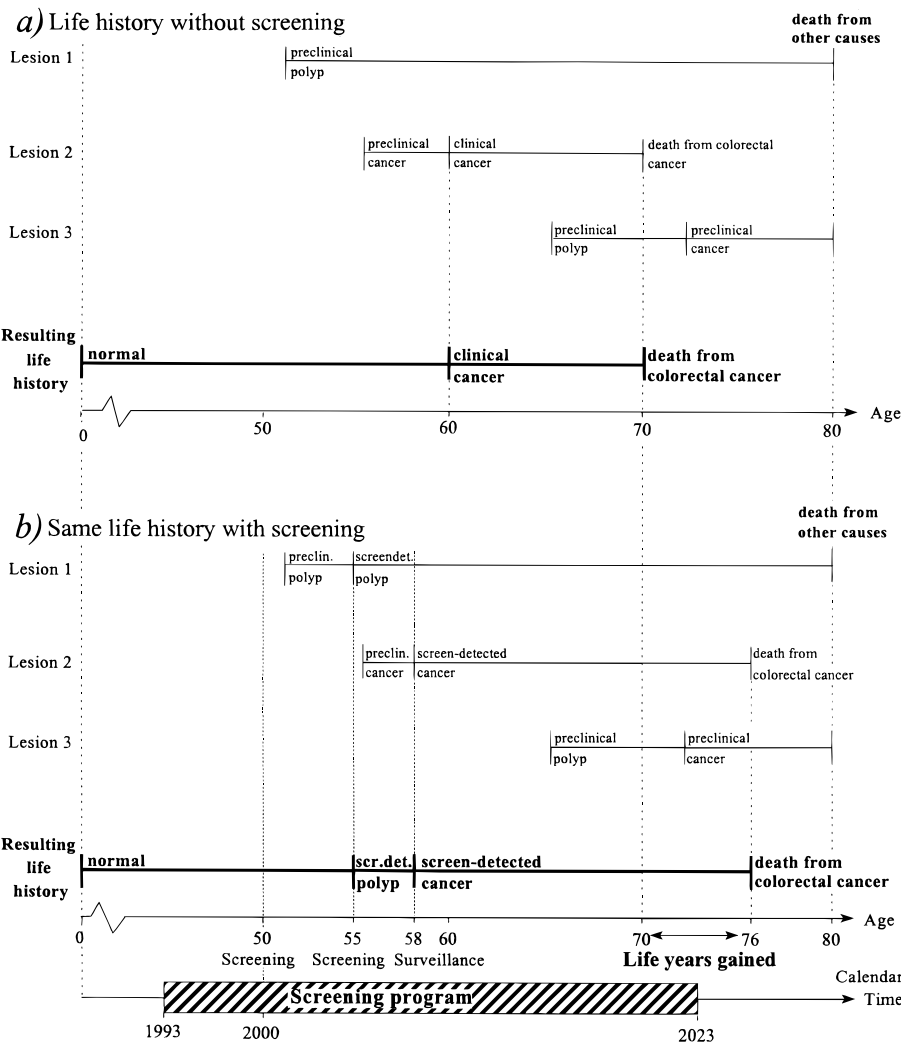 a) Life history without screening
death from
other causes
Lesion 1
preclinical
polyp
Lesion 2
preclinical
cancer
clinical
cancer
death from colorectal
cancer
Lesion 3
preclinical
polyp
preclinical
cancer
Resulting
life
history
normal
clinical
cancer
death from
colorectal cancer
0 50 60 70 80 Age
b) Same life history with screening
death from
other causes
Lesion 1
preclin.
polyp
screendet.
polyp
Lesion 2
preclin.
cancer
screen-detected
cancer
death from
colorectal cancer
Lesion 3
preclinical
polyp
preclinical
cancer
Resulting
life
history
normal
scr.det.
polyp
screen-detected
cancer
death from
colorectal cancer
0 50 55 58 60 70 76 80 Age
Screening Screening Surveillance Life years gained
Calendar
Time
Screening program
1993 2000 2023